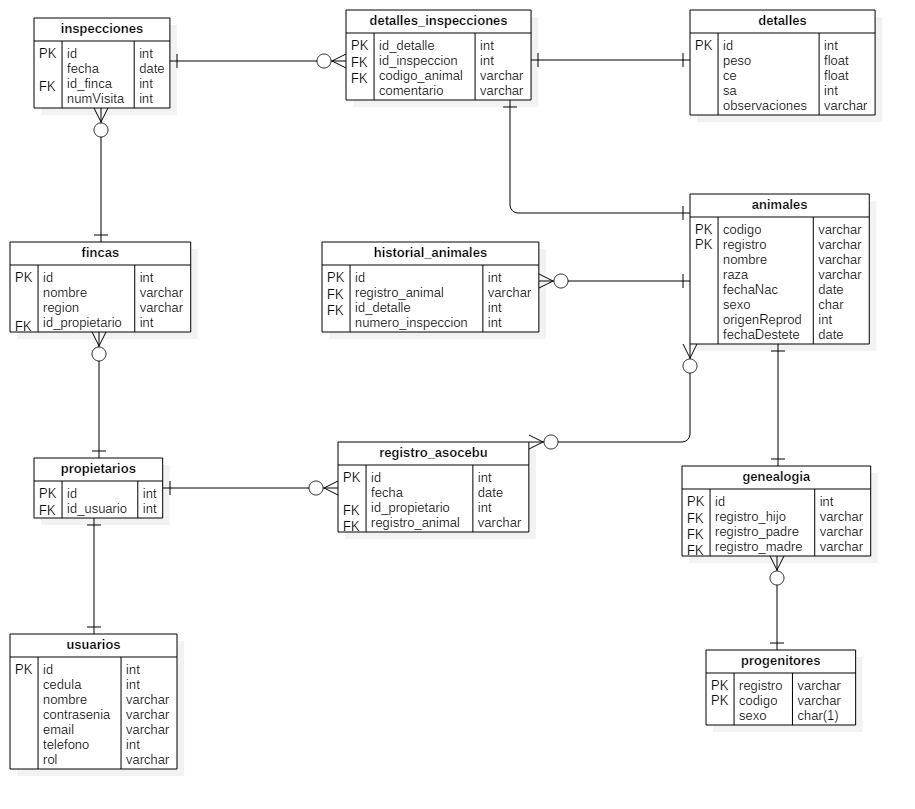 inspecciones
PK id int
fecha date
FK id_finca int
numVisita int
detalles_inspecciones
PK id_detalle int
FK id_inspeccion int
FK codigo_animal varchar
comentario varchar
detalles
PK id int
peso float
ce float
sa int
observaciones varchar
fincas
PK id int
nombre varchar
region varchar
FK id_propietario int
historial_animales
PK id int
FK registro_animal varchar
FK id_detalle int
numero_inspeccion int
animales
PK codigo varchar
PK registro varchar
nombre varchar
raza varchar
fechaNac date
sexo char
origenReprod int
fechaDestete date
propietarios
PK id int
FK id_usuario int
registro_asocebu
PK id int
fecha date
FK id_propietario int
FK registro_animal varchar
genealogia
PK id int
FK registro_hijo varchar
FK registro_padre varchar
FK registro_madre varchar
usuarios
PK id int
cedula int
nombre varchar
contrasenia varchar
email varchar
telefono int
rol varchar
progenitores
PK registro varchar
PK codigo varchar
sexo char(1)